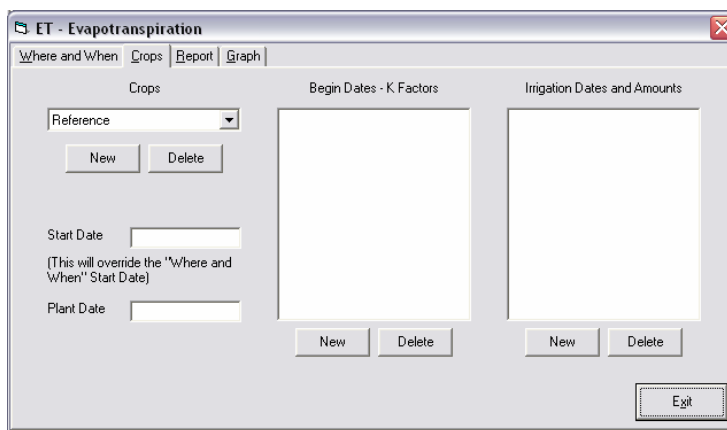 ET - Evapotranspiration
Where and When Crops Report Graph
Crops
Reference
New Delete
Start Date
(This will override the "Where and
When" Start Date)
Plant Date
Begin Dates - K Factors
New Delete
Irrigation Dates and Amounts
New Delete
Exit